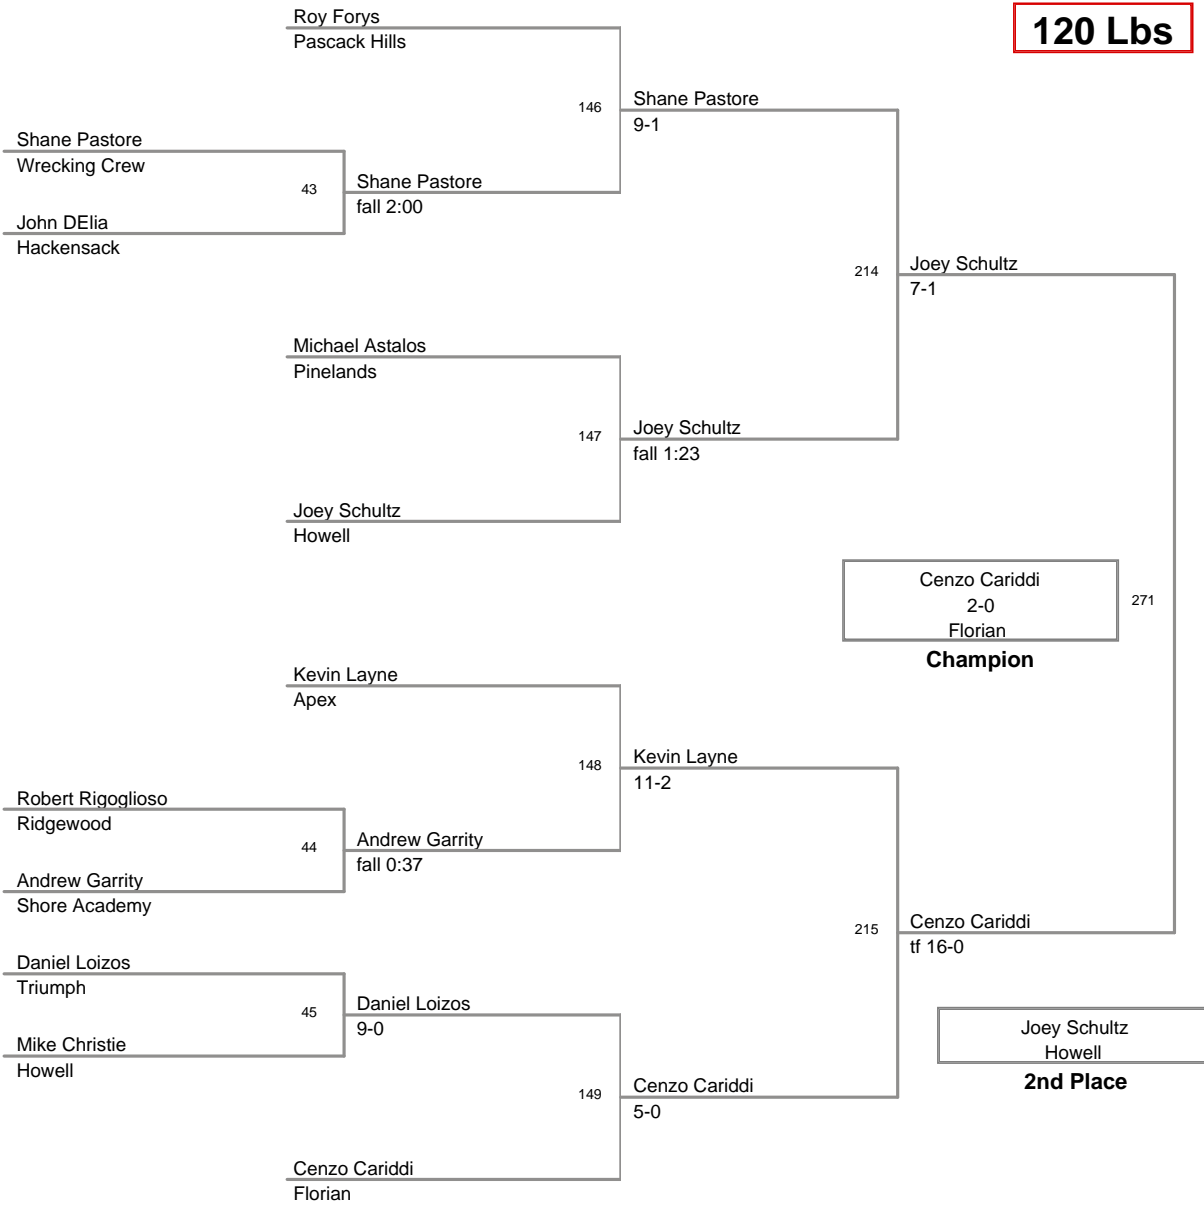 Roy Forys
Pascack Hills
120 Lbs
146
Shane Pastore
9-1
Shane Pastore
Wrecking Crew
43
Shane Pastore
fall 2:00
John DElia
Hackensack
214
Joey Schultz
7-1
Michael Astalos
Pinelands
147
Joey Schultz
fall 1:23
Joey Schultz
Howell
Cenzo Cariddi
2-0
Florian
Champion
271
Kevin Layne
Apex
148
Kevin Layne
11-2
Robert Rigoglioso
Ridgewood
44
Andrew Garrity
fall 0:37
Andrew Garrity
Shore Academy
215
Cenzo Cariddi
tf 16-0
Daniel Loizos
Triumph
45
Daniel Loizos
9-0
Mike Christie
Howell
Joey Schultz
Howell
2nd Place
149
Cenzo Cariddi
5-0
Cenzo Cariddi
Florian